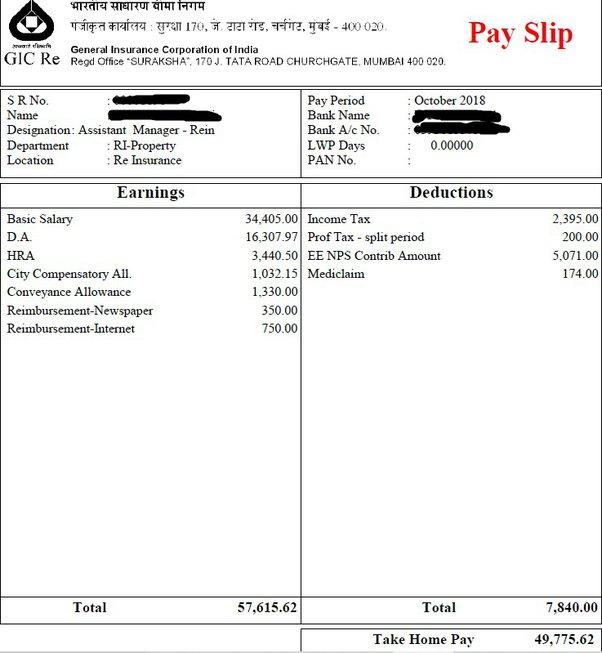 भारतीय साधारण बीमा निगम
पंजीकृत कार्यालय : सुरक्षा 170, जे. टाटा रोड, चर्चगेट, मुंबई - 400 020.
Pay Slip
GIC Re
General Insurance Corporation of India
Regd Office "SURAKSHA", 170 J. TATA ROAD CHURCHGATE, MUMBAI 400 020.
S R No. :
Name :
Designation: Assistant Manager - Rein
Department : RI-Property
Location : Re Insurance
Pay Period : October 2018
Bank Name :
Bank A/c No. :
LWP Days : 0.00000
PAN No. :
Earnings
Basic Salary 34,405.00
D.A. 16,307.97
HRA 3,440.50
City Compensatory All. 1,032.15
Conveyance Allowance 1,330.00
Reimbursement-Newspaper 350.00
Reimbursement-Internet 750.00
Total 57,615.62
Deductions
Income Tax 2,395.00
Prof Tax - split period 200.00
EE NPS Contrib Amount 5,071.00
Mediclaim 174.00
Total 7,840.00
Take Home Pay 49,775.62